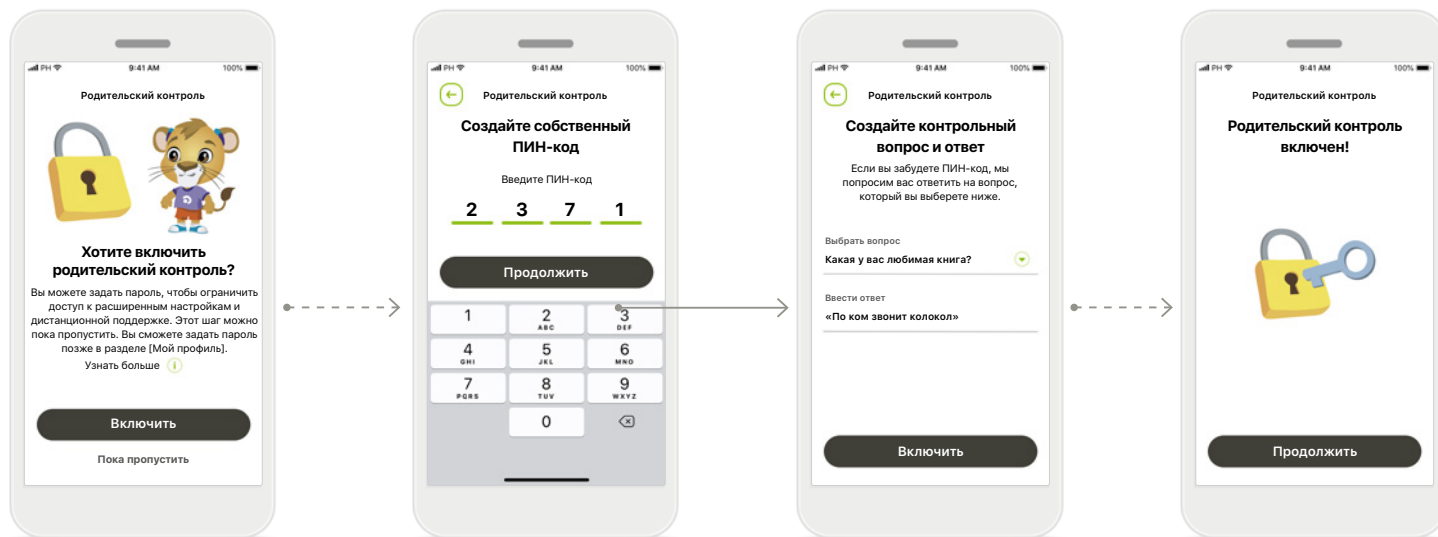 PH
9:41 AM
100%
Родительский контроль
Хотите включить
родительский контроль?
Вы можете задать пароль, чтобы ограничить
доступ к расширенным настройкам и
дистанционной поддержке. Этот шаг можно
пока пропустить. Вы сможете задать пароль
позже в разделе [Мой профиль].
Узнать больше i
Включить
Пока пропустить
PH
9:41 AM
100%
Родительский контроль
Создайте собственный
ПИН-код
Введите ПИН-код
2 3 7 1
Продолжить
1 2 3
ABC DEF
4 5 6
GHI JKL MNO
7 8 9
PQRS TUV WXYZ
0
PH
9:41 AM
100%
Родительский контроль
Создайте контрольный
вопрос и ответ
Если вы забудете ПИН-код, мы
попросим вас ответить на вопрос,
который вы выберете ниже.
Выбрать вопрос
Какая у вас любимая книга?
Ввести ответ
«По ком звонит колокол»
Включить
PH
9:41 AM
100%
Родительский контроль
Родительский контроль
включен!
Продолжить